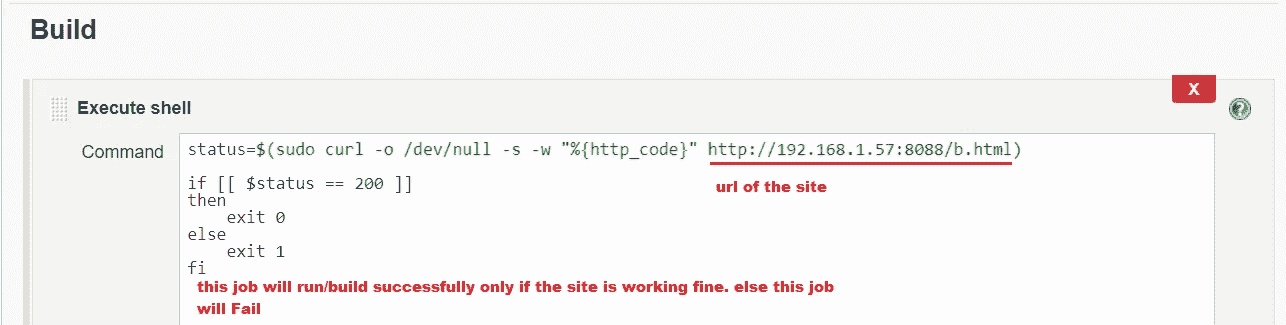 Build
X
Execute shell
Command
status=$(sudo curl -o /dev/null -s -w "%{http_code}" http://192.168.1.57:8088/b.html)
url of the site
if [[ $status == 200 ]]
then
exit 0
else
exit 1
fi
this job will run/build successfully only if the site is working fine. else this job
will Fail